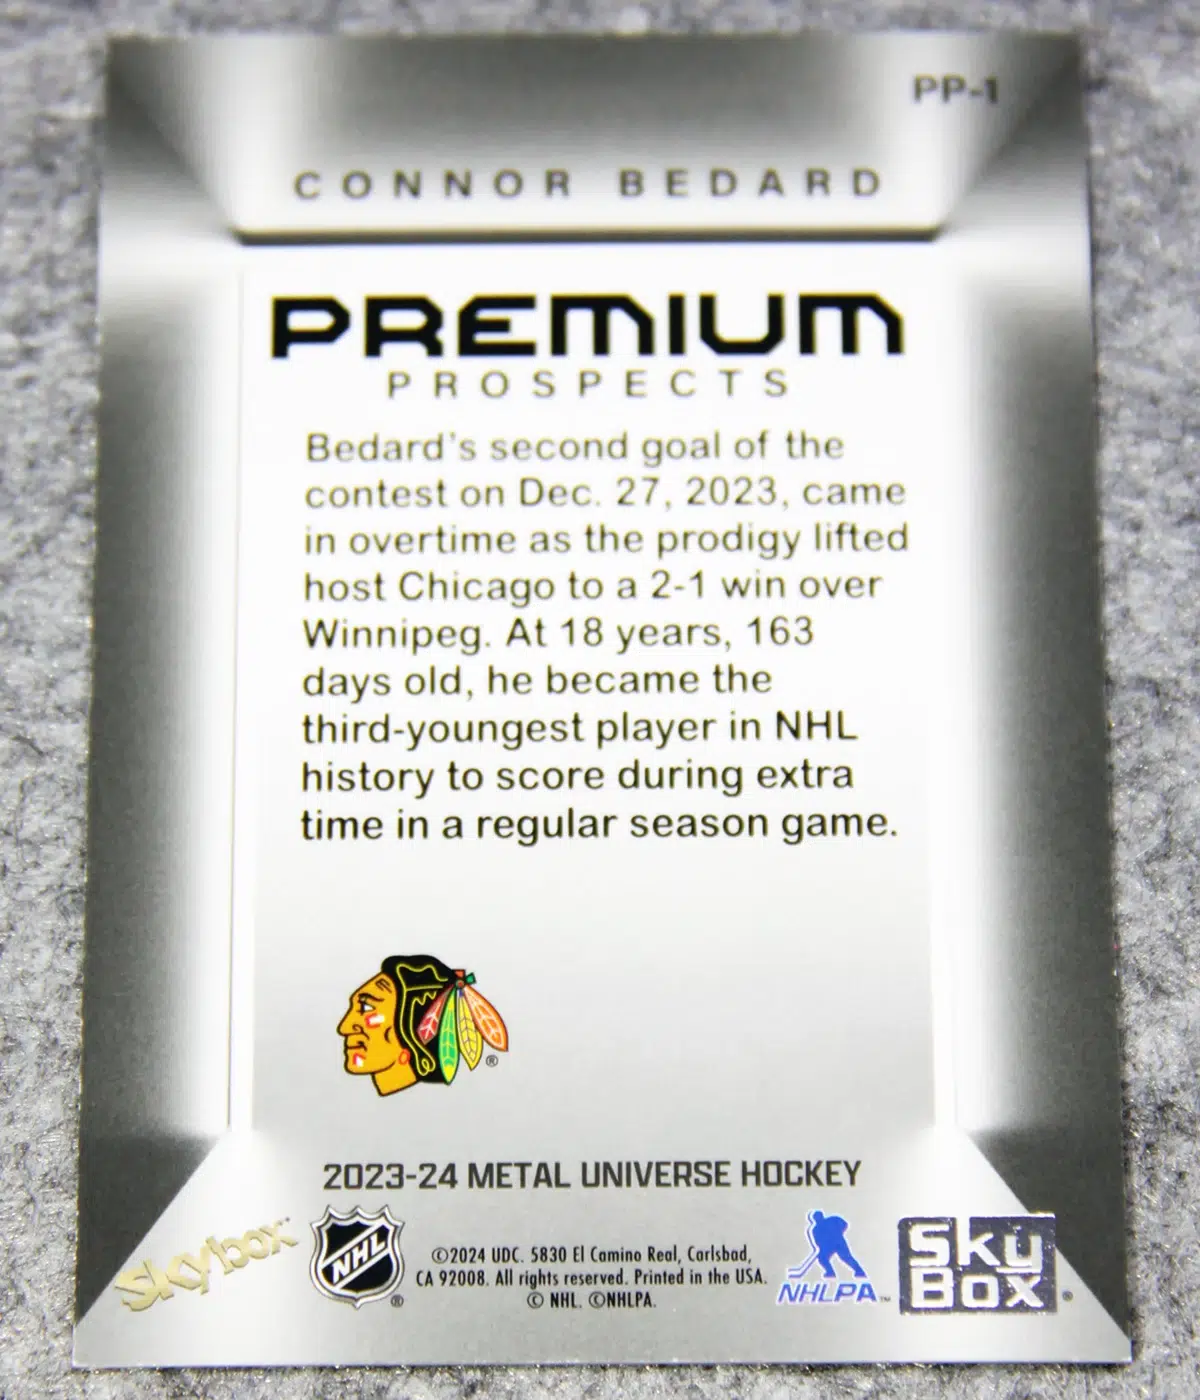 PP-1
CONNOR BEDARD
PREMIUM
PROSPECTS
Bedard's second goal of the
contest on Dec. 27, 2023, came
in overtime as the prodigy lifted
host Chicago to a 2-1 win over
Winnipeg. At 18 years, 163
days old, he became the
third-youngest player in NHL
history to score during extra
time in a regular season game.
®
2023-24 METAL UNIVERSE HOCKEY
skybox™
NHL®
©2024 UDC. 5830 El Camino Real, Carlsbad,
CA 92008. All rights reserved. Printed in the USA.
© NHL. ©NHLPA.
NHLPA™
SkyBox®